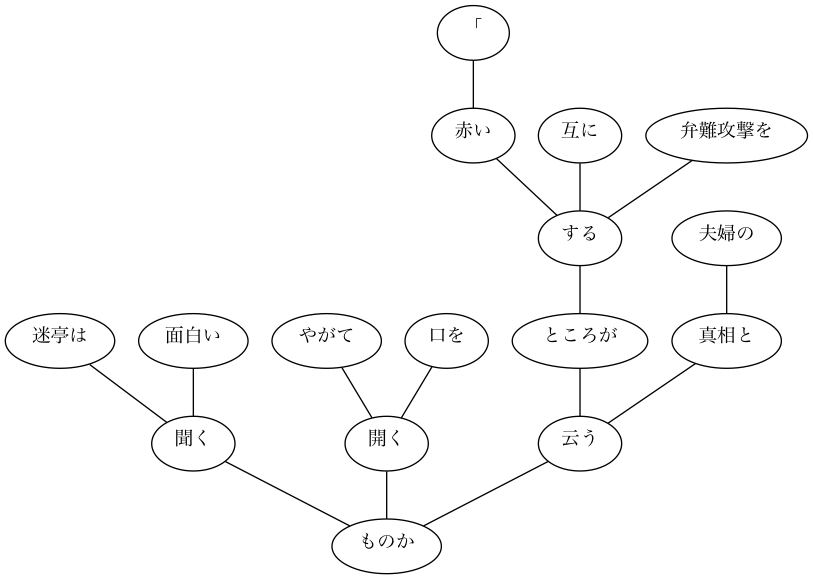 「
赤い
互に
弁難攻撃を
する
夫婦の
迷亭は
面白い
やがて
口を
ところが
真相と
聞く
開く
云う
ものか